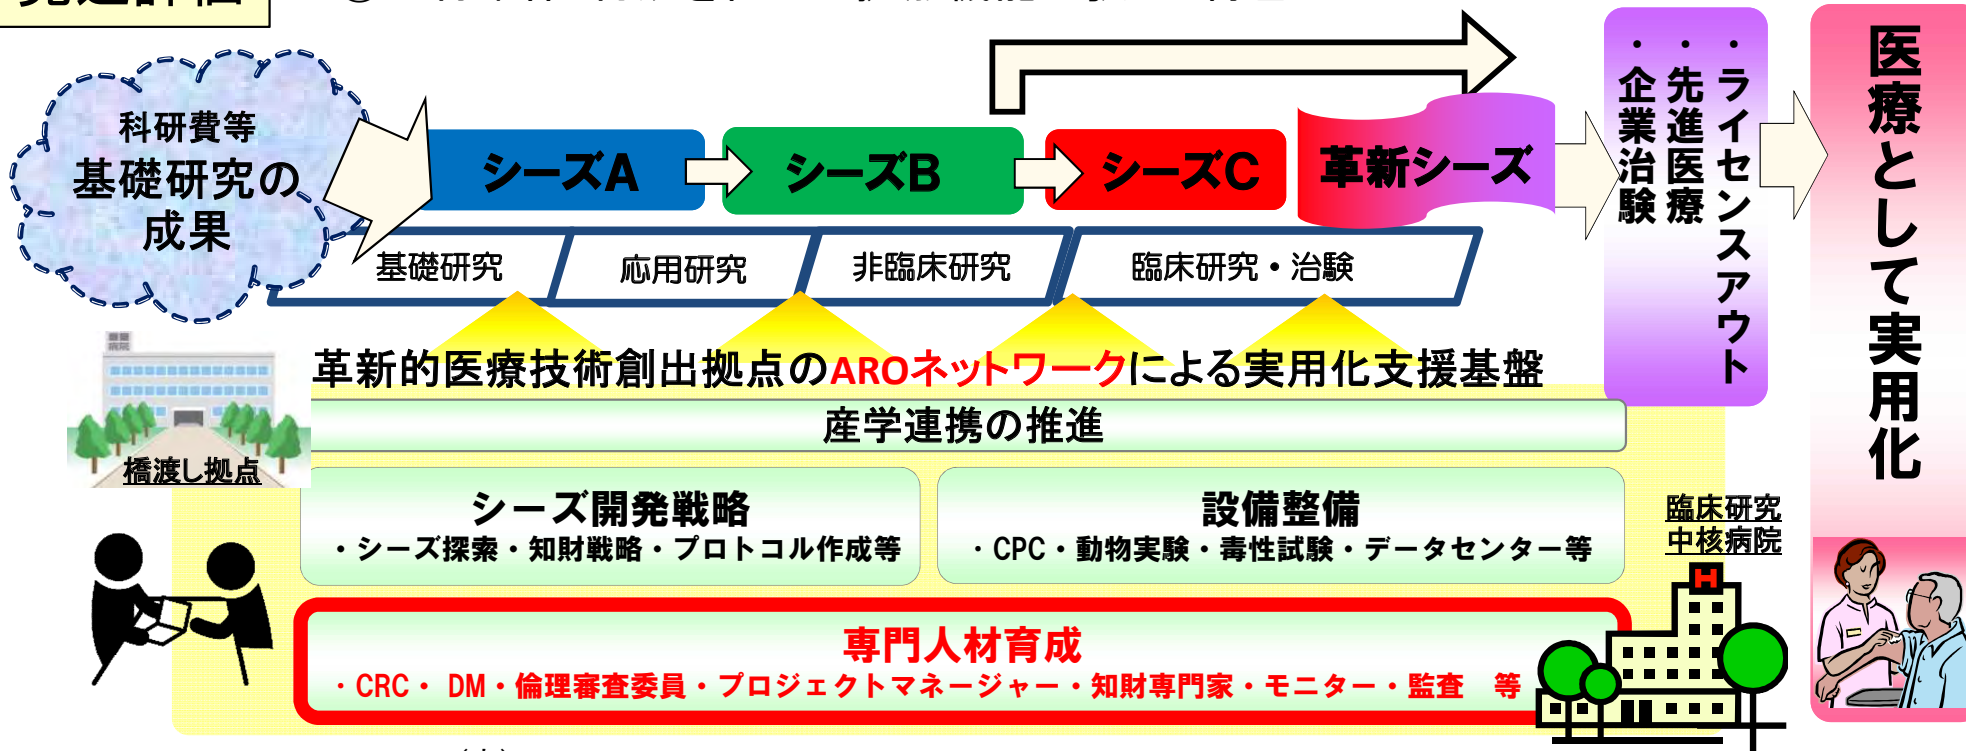 科研費等
基礎研究の
成果
シーズA
シーズB
シーズC
革新シーズ
・ライセンスアウト
・先進医療
・企業治験
医療として実用化
基礎研究
応用研究
非臨床研究
臨床研究・治験
革新的医療技術創出拠点のAROネットワークによる実用化支援基盤
産学連携の推進
橋渡し拠点
シーズ開発戦略
・シーズ探索・知財戦略・プロトコル作成等
設備整備
・CPC・動物実験・毒性試験・データセンター等
臨床研究
中核病院
H
専門人材育成
・CRC・ DM・倫理審査委員・プロジェクトマネージャー・知財専門家・モニター・監査　等